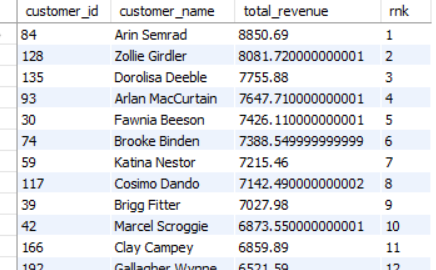 customer_id customer_name total_revenue rnk
84 Arin Semrad 8850.69 1
128 Zollie Girdler 8081.720000000001 2
135 Dorolisa Deeble 7755.88 3
93 Arlan MacCurtain 7647.710000000001 4
30 Fawnia Beeson 7426.110000000001 5
74 Brooke Binden 7388.549999999999 6
59 Katina Nestor 7215.46 7
117 Cosimo Dando 7142.490000000002 8
39 Brigg Fitter 7027.98 9
42 Marcel Scroggie 6873.550000000001 10
166 Clay Campey 6859.89 11
192 Gallagher Wynne 6521.59 12